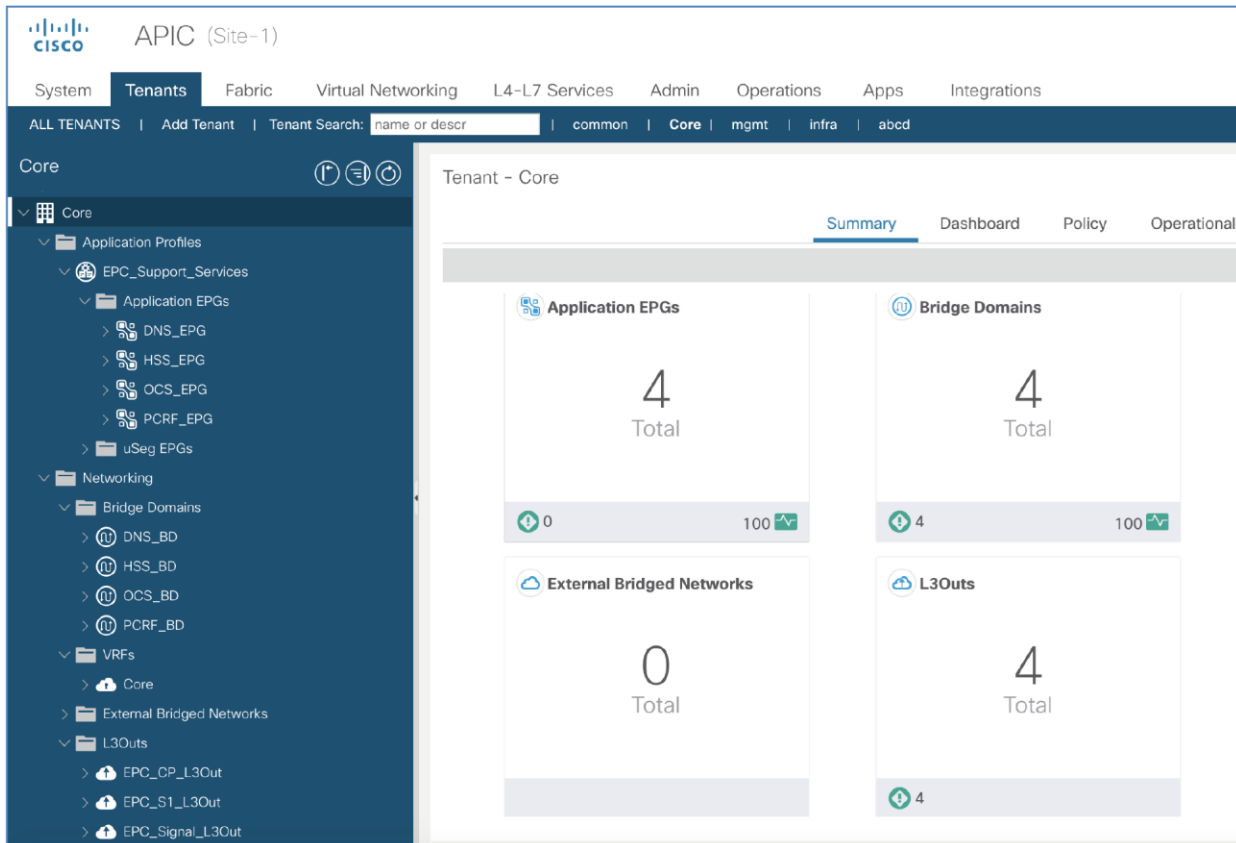 CISCO
APIC (Site-1)
System Tenants Fabric Virtual Networking L4-L7 Services Admin Operations Apps Integrations
ALL TENANTS | Add Tenant | Tenant Search: name or descr | common | Core | mgmt | infra | abcd
Core
Core
Application Profiles
EPC_Support_Services
Application EPGs
DNS_EPG
HSS_EPG
OCS_EPG
PCRF_EPG
uSeg EPGs
Networking
Bridge Domains
DNS_BD
HSS_BD
OCS_BD
PCRF_BD
VRFs
Core
External Bridged Networks
L3Outs
EPC_CP_L3Out
EPC_S1_L3Out
EPC_Signal_L3Out
Tenant - Core
Summary Dashboard Policy Operational
Application EPGs
4
Total
0 100
Bridge Domains
4
Total
4 100
External Bridged Networks
0
Total
L3Outs
4
Total
4